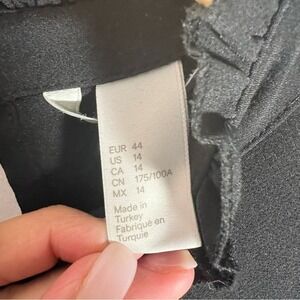 EUR 44
US 14
CA 14
CN 175/100A
MX 14
Made in
Turkey
Fabriqué en
Turquie